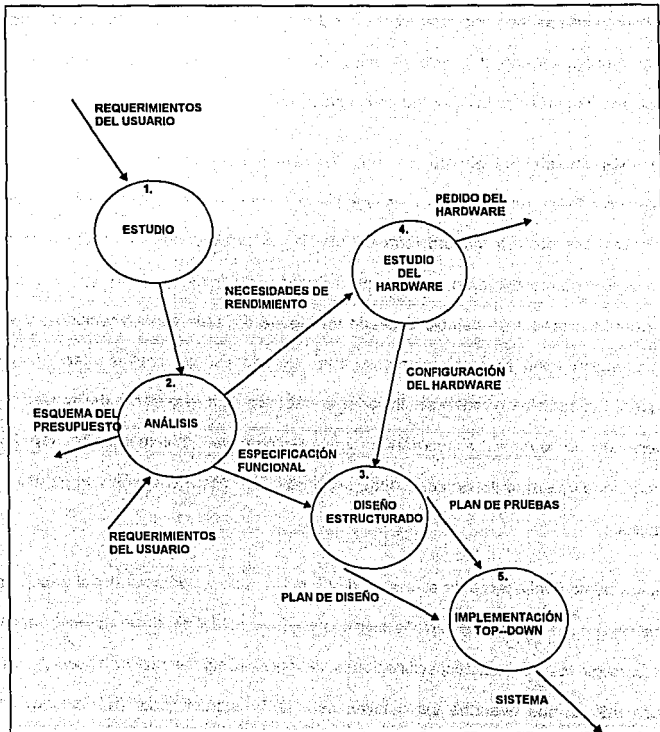 REQUERIMIENTOS
DEL USUARIO
1.
ESTUDIO
PEDIDO DEL
HARDWARE
4.
ESTUDIO
DEL
HARDWARE
NECESIDADES DE
RENDIMIENTO
CONFIGURACIÓN
DEL HARDWARE
2.
ANÁLISIS
ESQUEMA DEL
PRESUPUESTO
ESPECIFICACIÓN
FUNCIONAL
3.
DISEÑO
ESTRUCTURADO
PLAN DE PRUEBAS
REQUERIMIENTOS
DEL USUARIO
PLAN DE DISEÑO
5.
IMPLEMENTACIÓN
TOP--DOWN
SISTEMA